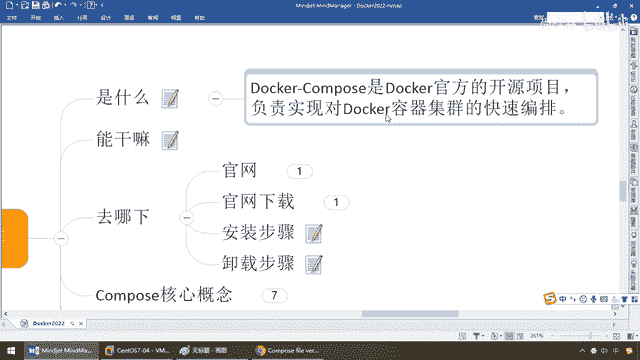 Mindjet MindManager - Docker2022.mmap
文件
开始
插入
任务
设计
高级
审阅
视图
帮助
是什么
Docker-Compose是Docker官方的开源项目，
负责实现对Docker容器集群的快速编排。
能干嘛
官网
1
官网下载
1
去哪下
安装步骤
卸载步骤
Compose核心概念
7
Docker2022
中
261%
Mindjet MindMa...
CentOS7-04 - VM...
无标题 - 画图
Compose file ver...